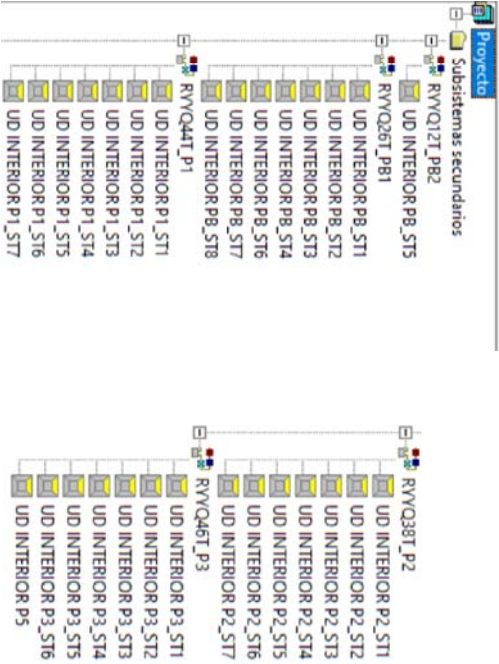 Proyecto
Subsistemas secundarios
RYYQ12T_PB2
UD INTERIOR PB_ST5
RYYQ26T_PB1
UD INTERIOR PB_ST1
UD INTERIOR PB_ST2
UD INTERIOR PB_ST3
UD INTERIOR PB_ST4
UD INTERIOR PB_ST6
UD INTERIOR PB_ST7
UD INTERIOR PB_ST8
RYYQ44T_P1
UD INTERIOR P1_ST1
UD INTERIOR P1_ST2
UD INTERIOR P1_ST3
UD INTERIOR P1_ST4
UD INTERIOR P1_ST5
UD INTERIOR P1_ST6
UD INTERIOR P1_ST7
RYYQ38T_P2
UD INTERIOR P2_ST1
UD INTERIOR P2_ST2
UD INTERIOR P2_ST3
UD INTERIOR P2_ST4
UD INTERIOR P2_ST5
UD INTERIOR P2_ST6
UD INTERIOR P2_ST7
RYYQ46T_P3
UD INTERIOR P3_ST1
UD INTERIOR P3_ST2
UD INTERIOR P3_ST3
UD INTERIOR P3_ST4
UD INTERIOR P3_ST5
UD INTERIOR P3_ST6
UD INTERIOR P5